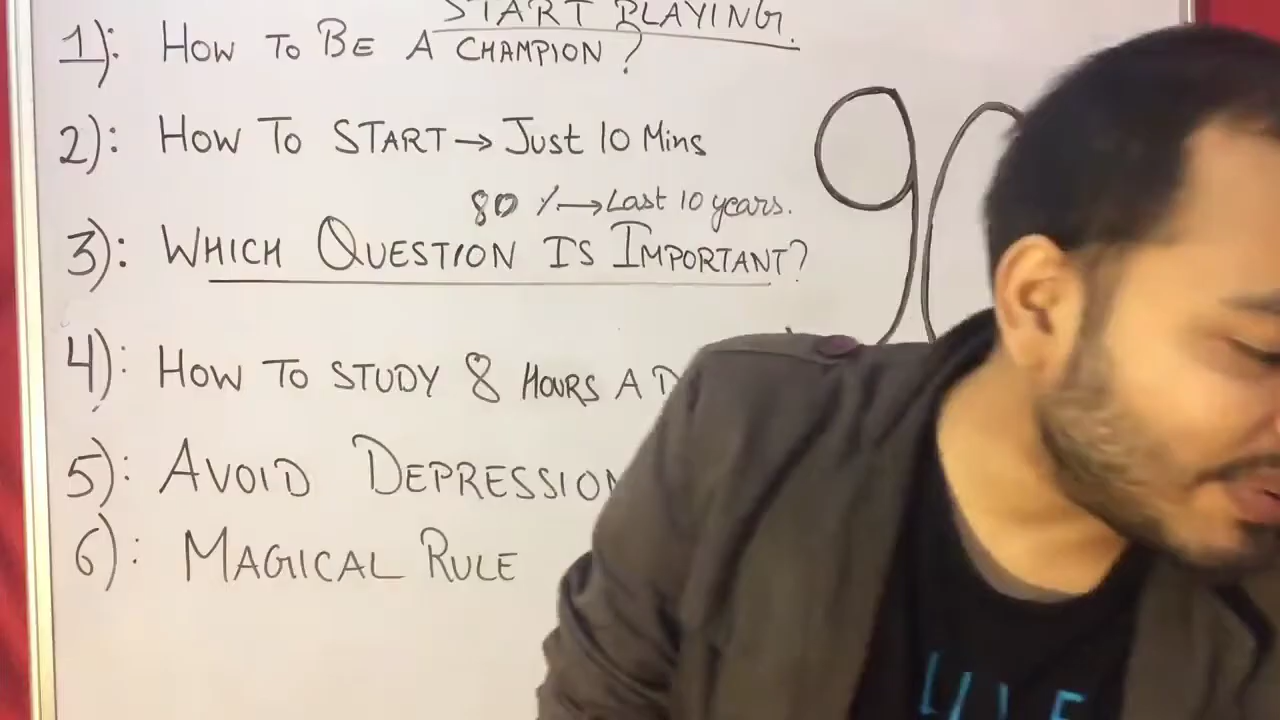 START PLAYING.
1): HOW TO BE A CHAMPION?
2): HOW TO START → Just 10 Mins
80 % → Last 10 years.
3): WHICH QUESTION IS IMPORTANT?
4): HOW TO STUDY 8 HOURS A
5): AVOID DEPRESSION
6): MAGICAL RULE
90